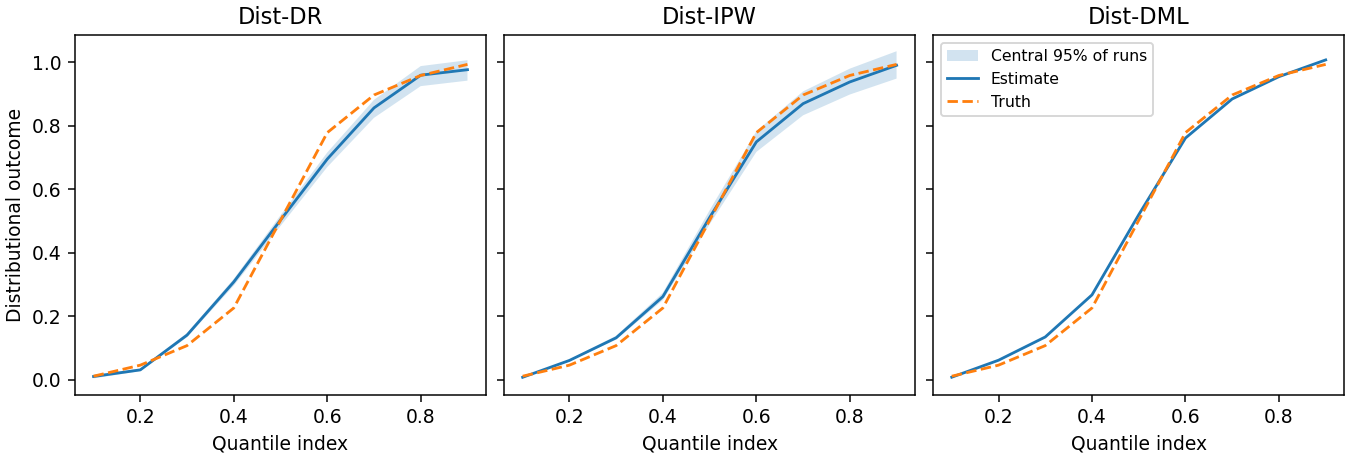 Dist-DR
Dist-IPW
Dist-DML
Distributional outcome
1.0
0.8
0.6
0.4
0.2
0.0
Central 95% of runs
Estimate
Truth
0.2 0.4 0.6 0.8
0.2 0.4 0.6 0.8
0.2 0.4 0.6 0.8
Quantile index
Quantile index
Quantile index